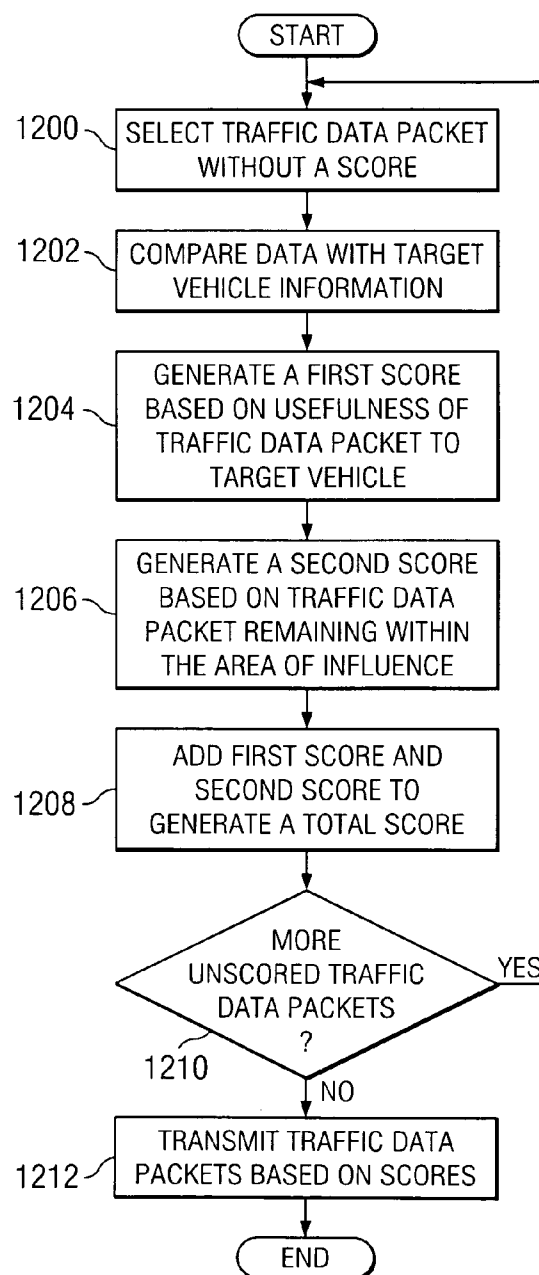 START
1200
SELECT TRAFFIC DATA PACKET
WITHOUT A SCORE
1202
COMPARE DATA WITH TARGET
VEHICLE INFORMATION
1204
GENERATE A FIRST SCORE
BASED ON USEFULNESS OF
TRAFFIC DATA PACKET TO
TARGET VEHICLE
1206
GENERATE A SECOND SCORE
BASED ON TRAFFIC DATA
PACKET REMAINING WITHIN
THE AREA OF INFLUENCE
1208
ADD FIRST SCORE AND
SECOND SCORE TO
GENERATE A TOTAL SCORE
MORE
UNSCORED TRAFFIC
DATA PACKETS
?
YES
1210
NO
1212
TRANSMIT TRAFFIC DATA
PACKETS BASED ON SCORES
END